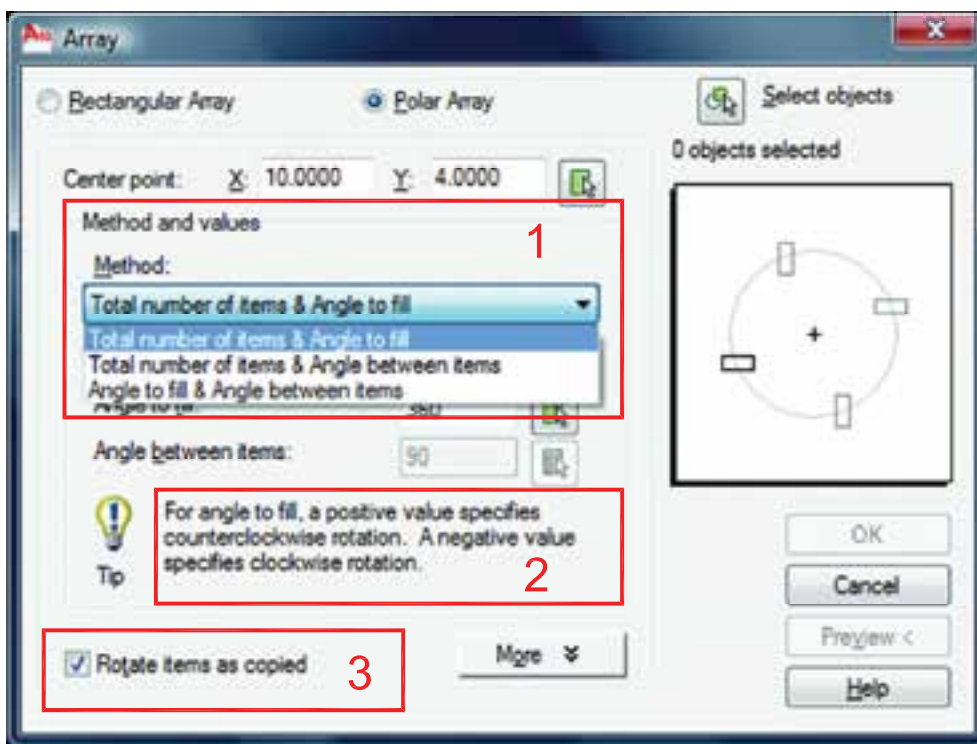 Array
Rectangular Array
Polar Array
Select objects
0 objects selected
Center point: X: 10.0000 Y: 4.0000
Method and values
1
Method:
Total number of items & Angle to fill
Total number of items & Angle to fill
Total number of items & Angle between items
Angle to fill & Angle between items
Angle to fill: 360
Angle between items: 90
For angle to fill, a positive value specifies
counterclockwise rotation. A negative value
specifies clockwise rotation.
Tip
2
OK
Cancel
Preview <
Help
Rotate items as copied
3
More